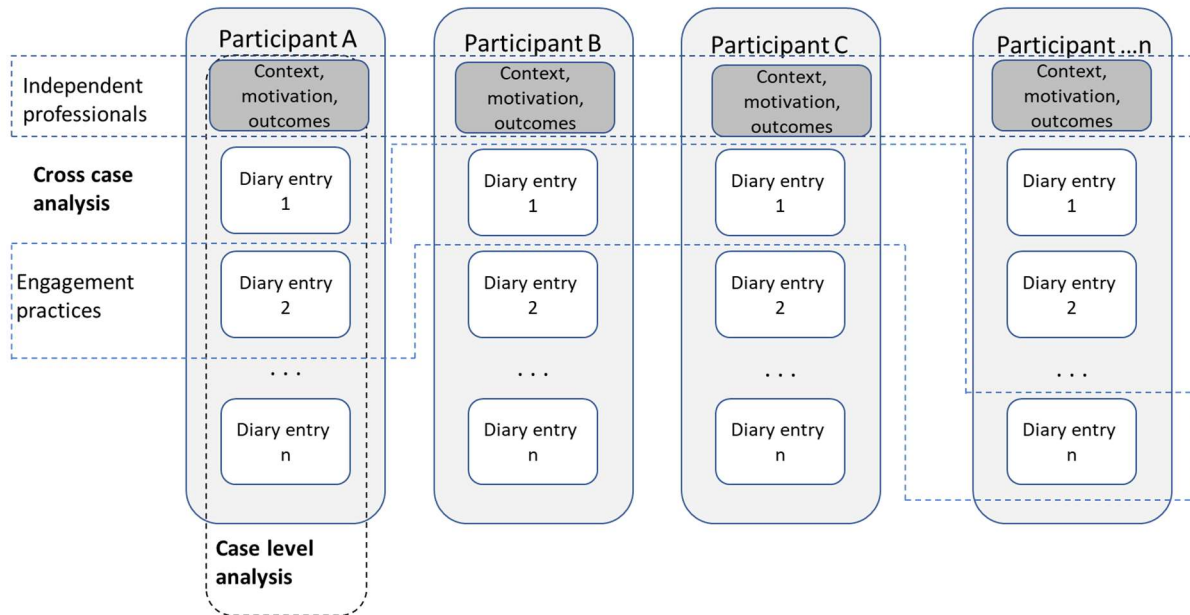 Participant A
Participant B
Participant C
Participant ...n
Independent
professionals
Context,
motivation,
outcomes
Context,
motivation,
outcomes
Context,
motivation,
outcomes
Context,
motivation,
outcomes
Cross case
analysis
Diary entry
1
Diary entry
1
Diary entry
1
Diary entry
1
Engagement
practices
Diary entry
2
Diary entry
2
Diary entry
2
Diary entry
2
...
...
...
...
Diary entry
n
Diary entry
n
Diary entry
n
Diary entry
n
Case level
analysis